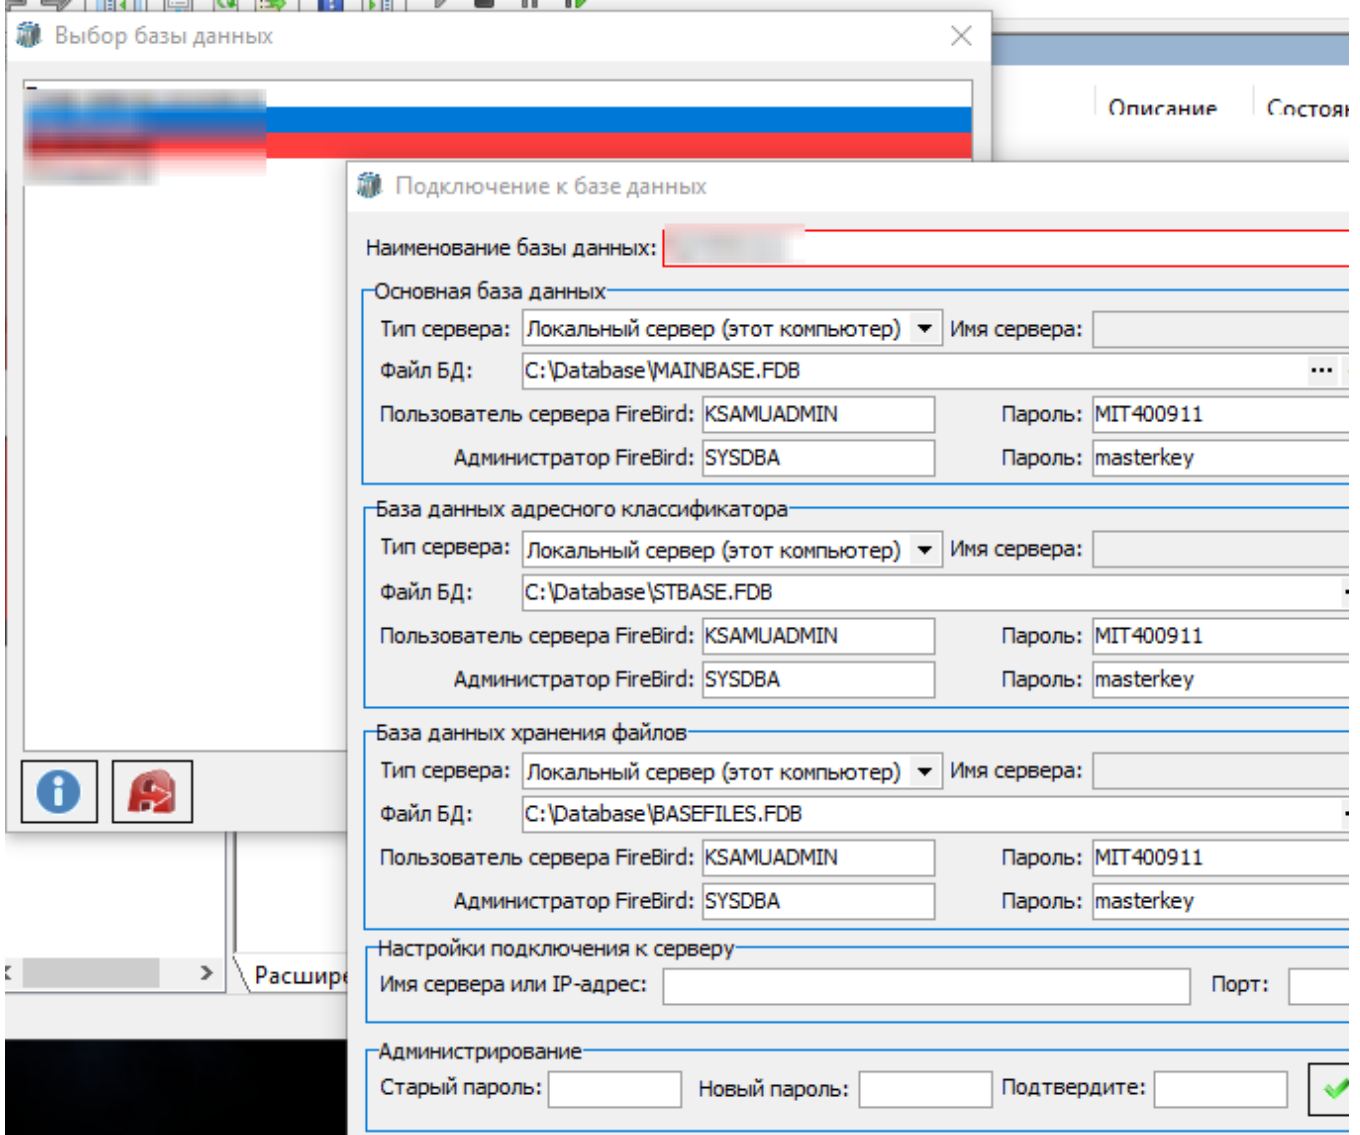 Выбор базы данных
Описание
Подключение к базе данных
Наименование базы данных:
Основная база данных
Тип сервера: Локальный сервер (этот компьютер) Имя сервера:
Файл БД: C:\Database\MAINBASE.FDB ...
Пользователь сервера FireBird: KSAMUADMIN Пароль: MIT400911
Администратор FireBird: SYSDBA Пароль: masterkey
База данных адресного классификатора
Тип сервера: Локальный сервер (этот компьютер) Имя сервера:
Файл БД: C:\Database\STBASE.FDB
Пользователь сервера FireBird: KSAMUADMIN Пароль: MIT400911
Администратор FireBird: SYSDBA Пароль: masterkey
База данных хранения файлов
Тип сервера: Локальный сервер (этот компьютер) Имя сервера:
Файл БД: C:\Database\BASEFILES.FDB
Пользователь сервера FireBird: KSAMUADMIN Пароль: MIT400911
Администратор FireBird: SYSDBA Пароль: masterkey
Настройки подключения к серверу
Расшире
Имя сервера или IP-адрес: Порт:
Администрирование
Старый пароль: Новый пароль: Подтвердите: